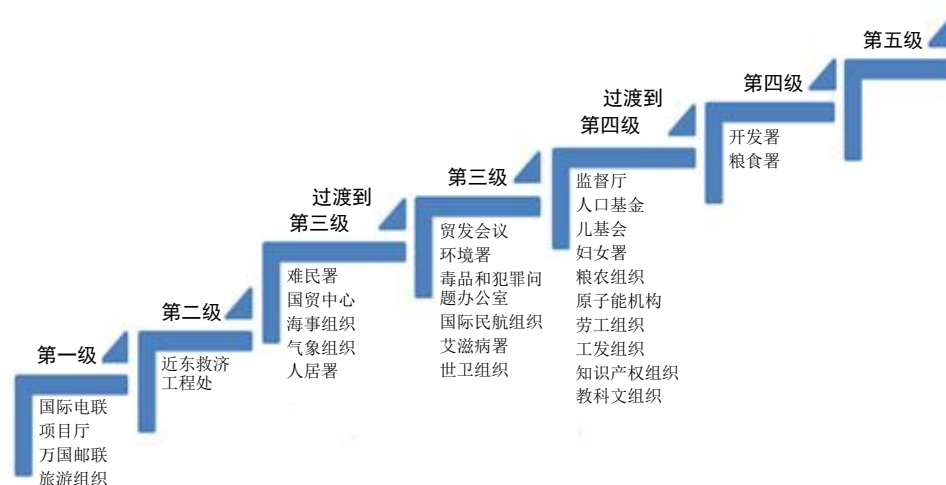 第一级
国际电联
项目厅
万国邮联
旅游组织
第二级
近东救济
工程处
过渡到
第三级
难民署
国贸中心
海事组织
气象组织
人居署
第三级
贸发会议
环境署
毒品和犯罪问
题办公室
国际民航组织
艾滋病署
世卫组织
过渡到
第四级
监督厅
人口基金
儿基会
妇女署
粮农组织
原子能机构
劳工组织
工发组织
知识产权组织
教科文组织
第四级
开发署
粮食署
第五级